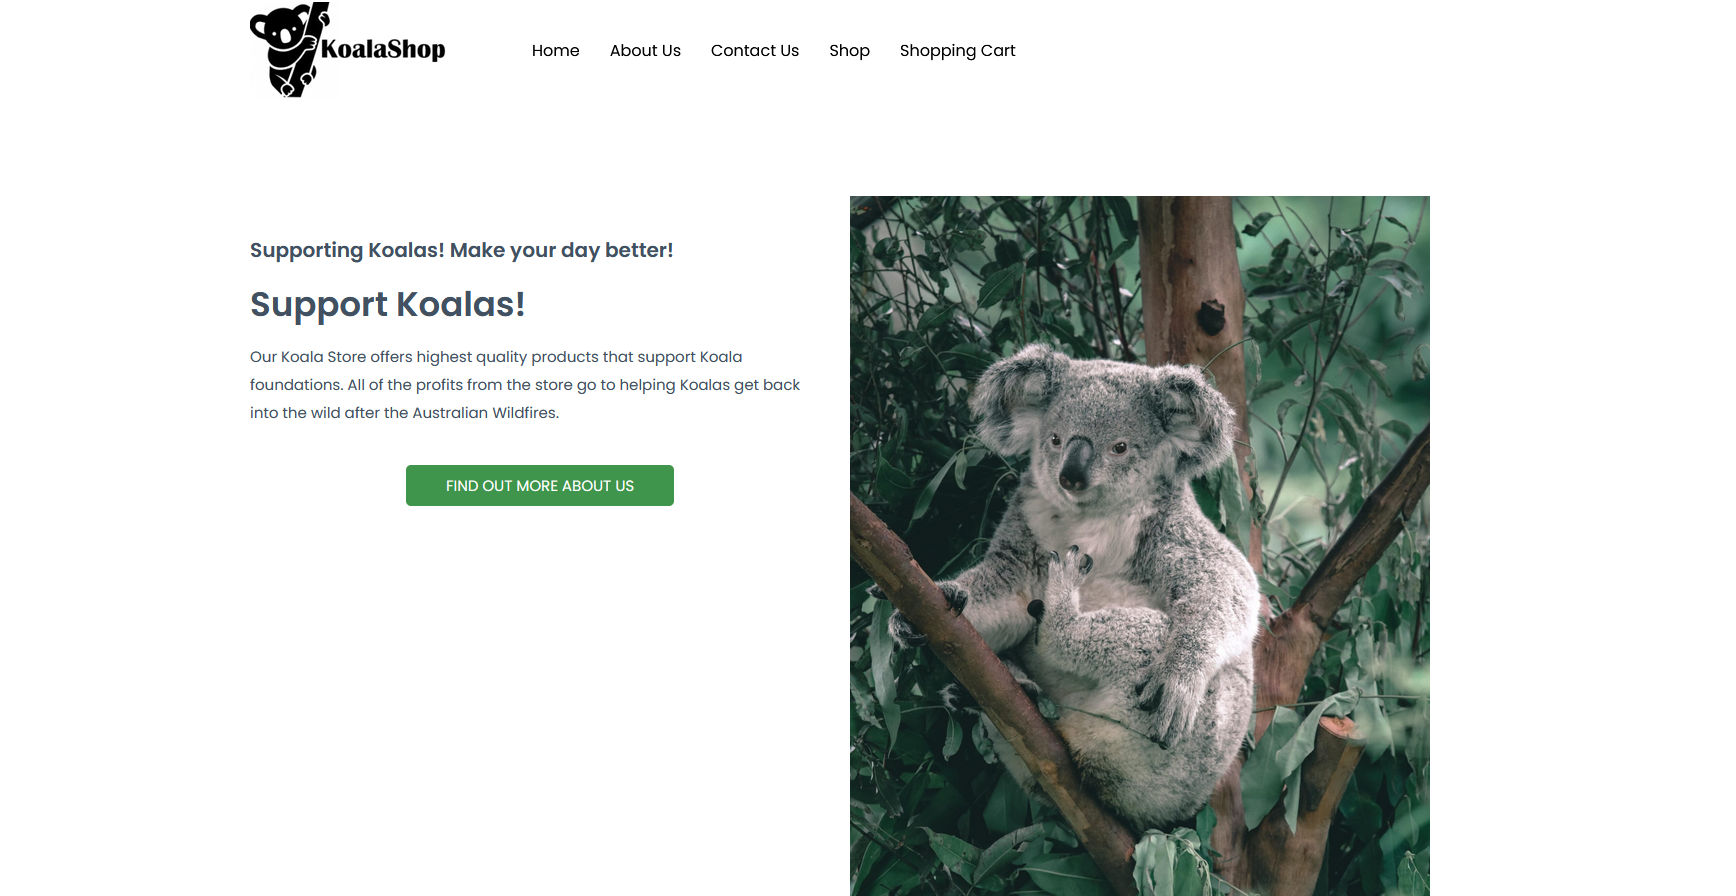 KoalaShop
Home About Us Contact Us Shop Shopping Cart
Supporting Koalas! Make your day better!
Support Koalas!
Our Koala Store offers highest quality products that support Koala
foundations. All of the profits from the store go to helping Koalas get back
into the wild after the Australian Wildfires.
FIND OUT MORE ABOUT US